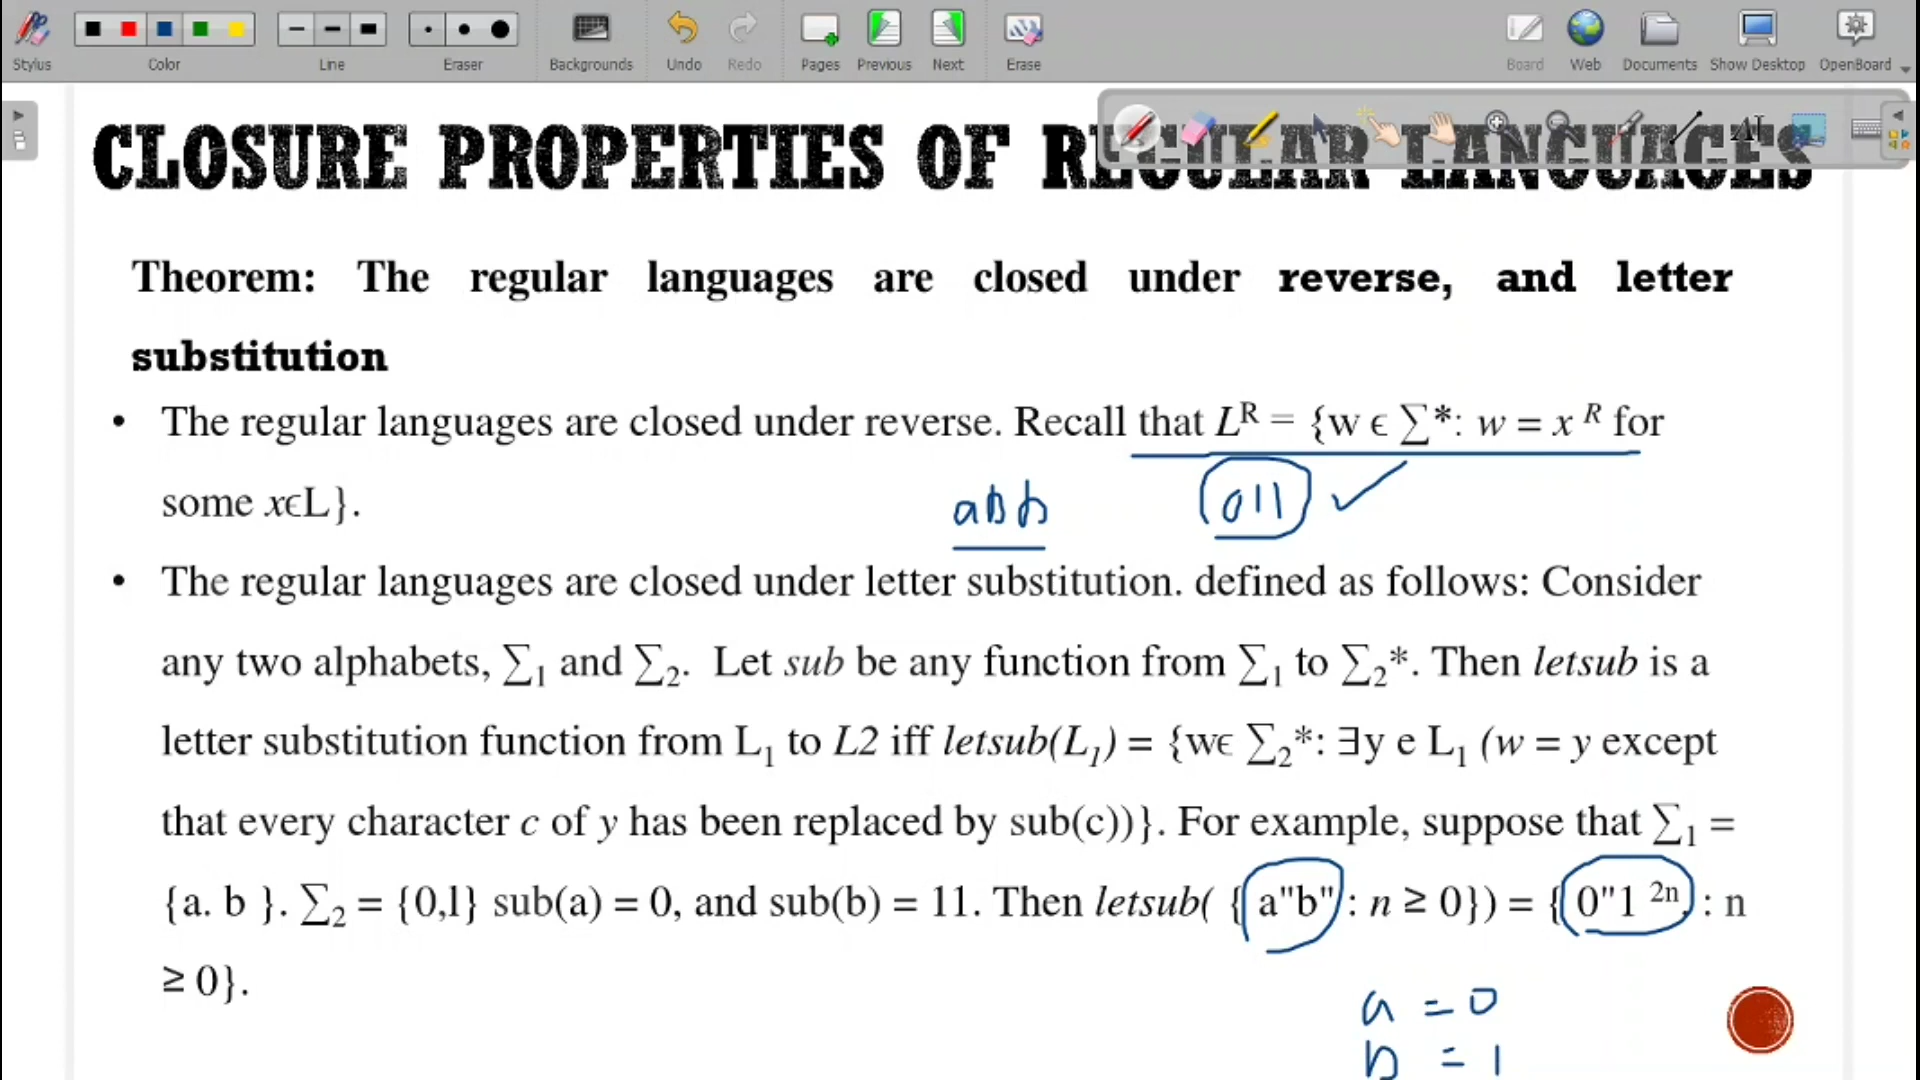 Stylus Color Line Eraser Backgrounds Undo Redo Pages Previous Next Erase Board Web Documents Show Desktop OpenBoard
CLOSURE PROPERTIES OF REGULAR LANGUAGES
Theorem: The regular languages are closed under reverse, and letter
substitution
• The regular languages are closed under reverse. Recall that Lᴿ = {w ϵ ∑*: w = x ᴿ for
some xϵL}.
abb 011 ✓
• The regular languages are closed under letter substitution. defined as follows: Consider
any two alphabets, ∑₁ and ∑₂. Let sub be any function from ∑₁ to ∑₂*. Then letsub is a
letter substitution function from L₁ to L2 iff letsub(L₁) = {wϵ ∑₂*: ∃y e L₁ (w = y except
that every character c of y has been replaced by sub(c))}. For example, suppose that ∑₁ =
{a. b }. ∑₂ = {0,l} sub(a) = 0, and sub(b) = 11. Then letsub( { a"b" : n ≥ 0}) = { 0"1 ²ⁿ. : n
≥ 0}.
a = 0
b = 1